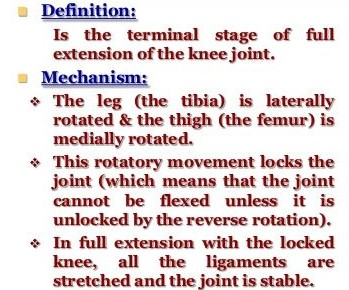 Definition:
Is the terminal stage of full
extension of the knee joint.
Mechanism:
The leg (the tibia) is laterally
rotated & the thigh (the femur) is
medially rotated.
This rotatory movement locks the
joint (which means that the joint
cannot be flexed unless it is
unlocked by the reverse rotation).
In full extension with the locked
knee, all the ligaments are
stretched and the joint is stable.